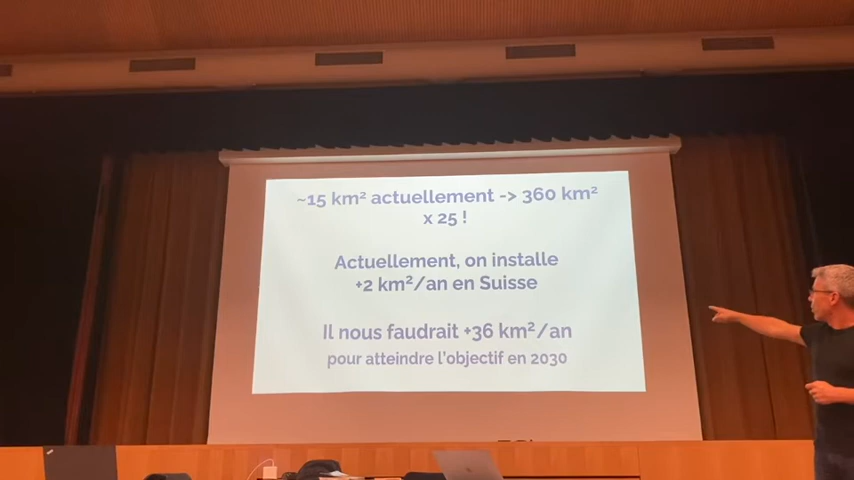 ~15 km² actuellement -> 360 km²
x 25 !
Actuellement, on installe
+2 km²/an en Suisse
Il nous faudrait +36 km²/an
pour atteindre l'objectif en 2030